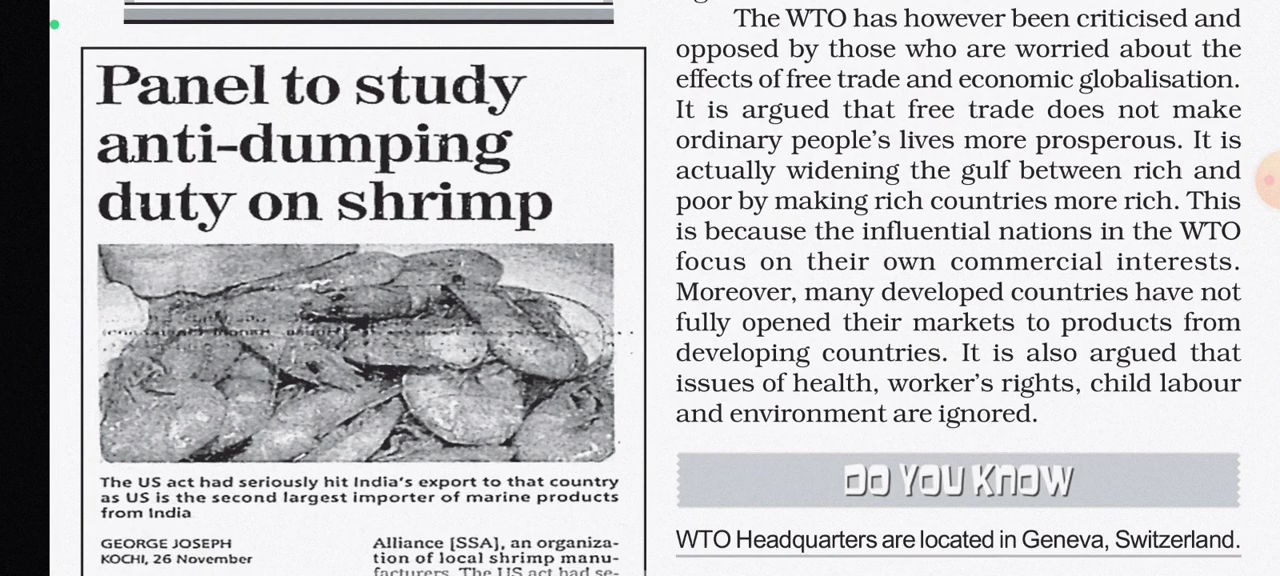 Panel to study
anti-dumping
duty on shrimp
The US act had seriously hit India's export to that country
as US is the second largest importer of marine products
from India
GEORGE JOSEPH
KOCHI, 26 November
Alliance [SSA], an organiza-
tion of local shrimp manu-
facturers. The US act had se-
The WTO has however been criticised and
opposed by those who are worried about the
effects of free trade and economic globalisation.
It is argued that free trade does not make
ordinary people's lives more prosperous. It is
actually widening the gulf between rich and
poor by making rich countries more rich. This
is because the influential nations in the WTO
focus on their own commercial interests.
Moreover, many developed countries have not
fully opened their markets to products from
developing countries. It is also argued that
issues of health, worker's rights, child labour
and environment are ignored.
DO YOU KNOW
WTO Headquarters are located in Geneva, Switzerland.